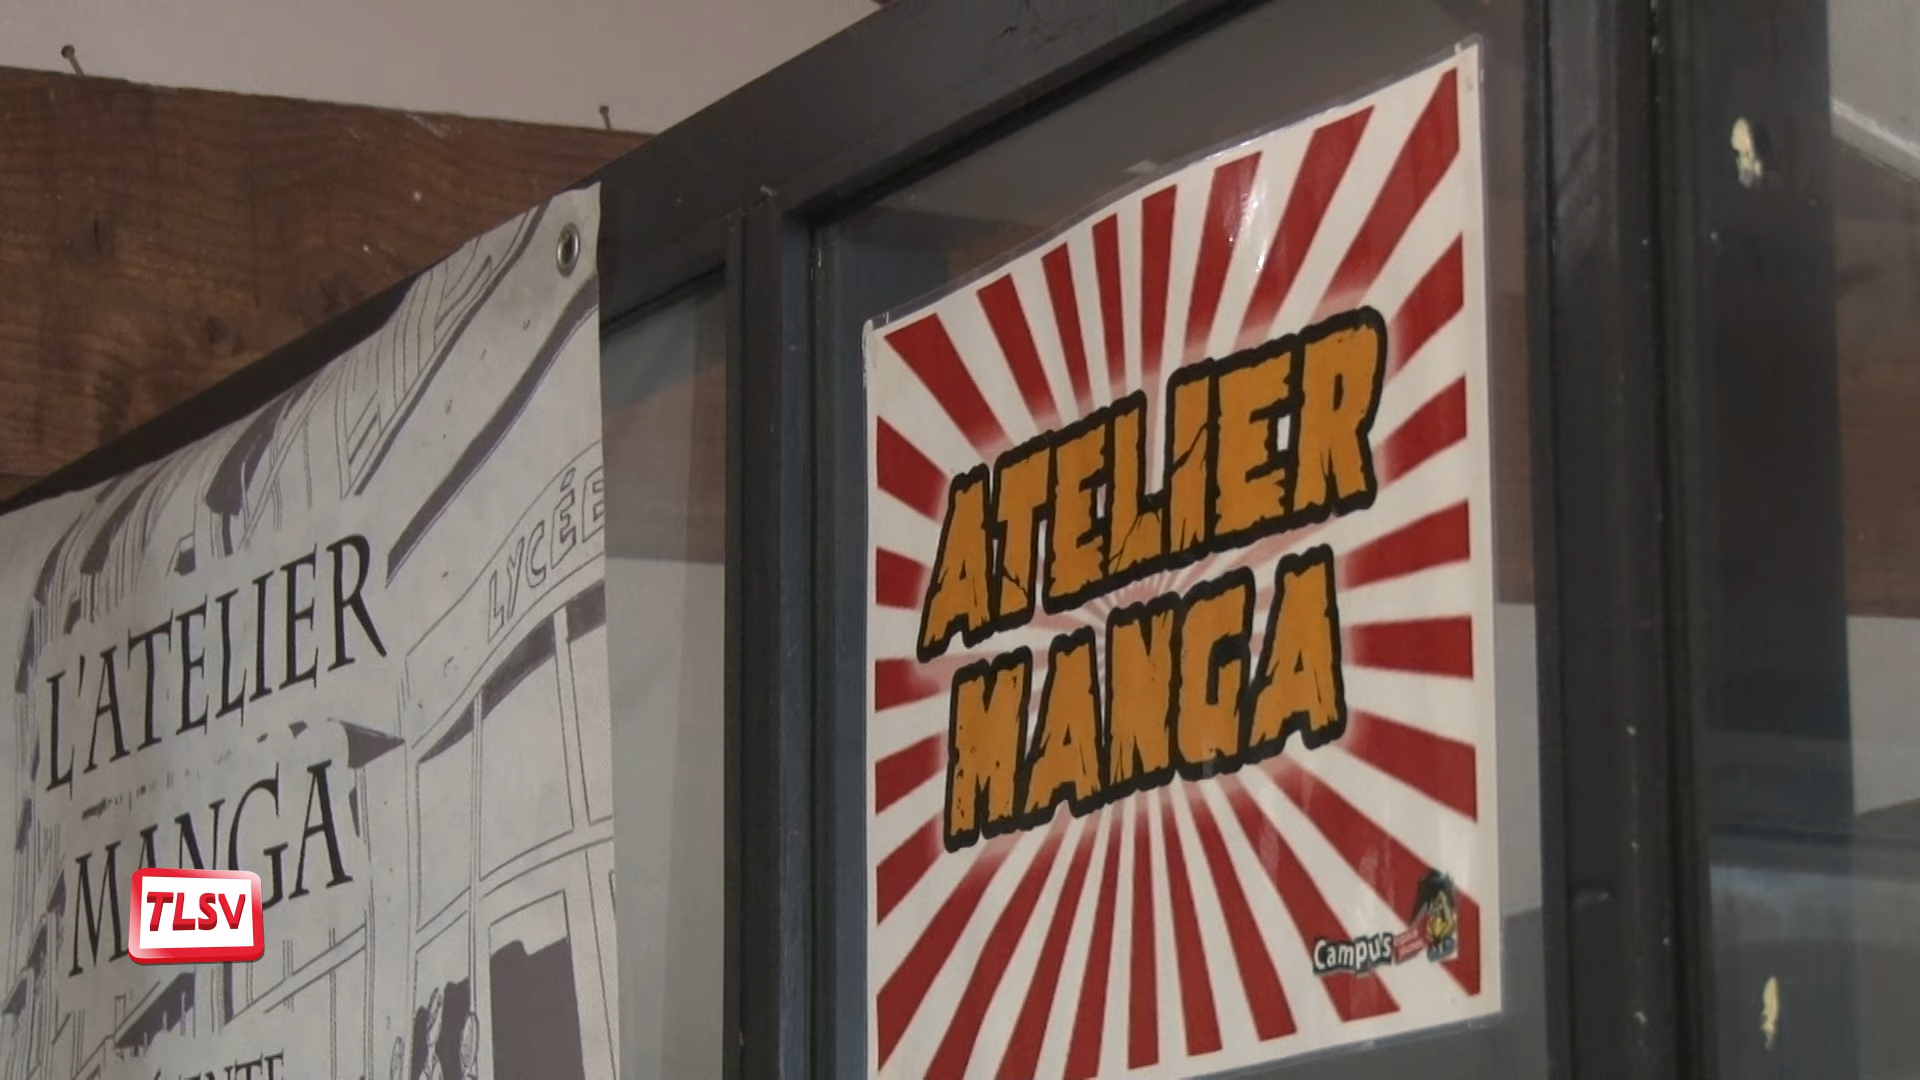 LYCÉE
L'ATELIER
MANGA
TLSV
ATELIER
MANGA
Campus